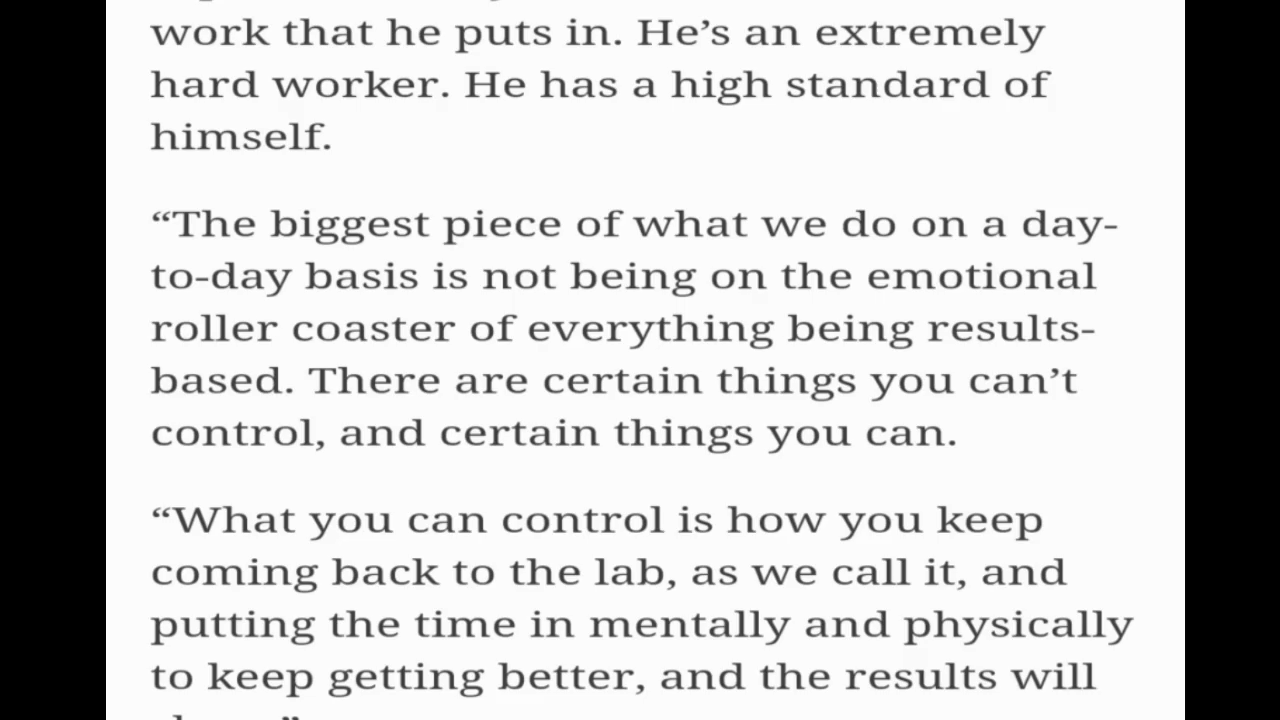 work that he puts in. He’s an extremely
hard worker. He has a high standard of
himself.
“The biggest piece of what we do on a day-
to-day basis is not being on the emotional
roller coaster of everything being results-
based. There are certain things you can’t
control, and certain things you can.
“What you can control is how you keep
coming back to the lab, as we call it, and
putting the time in mentally and physically
to keep getting better, and the results will